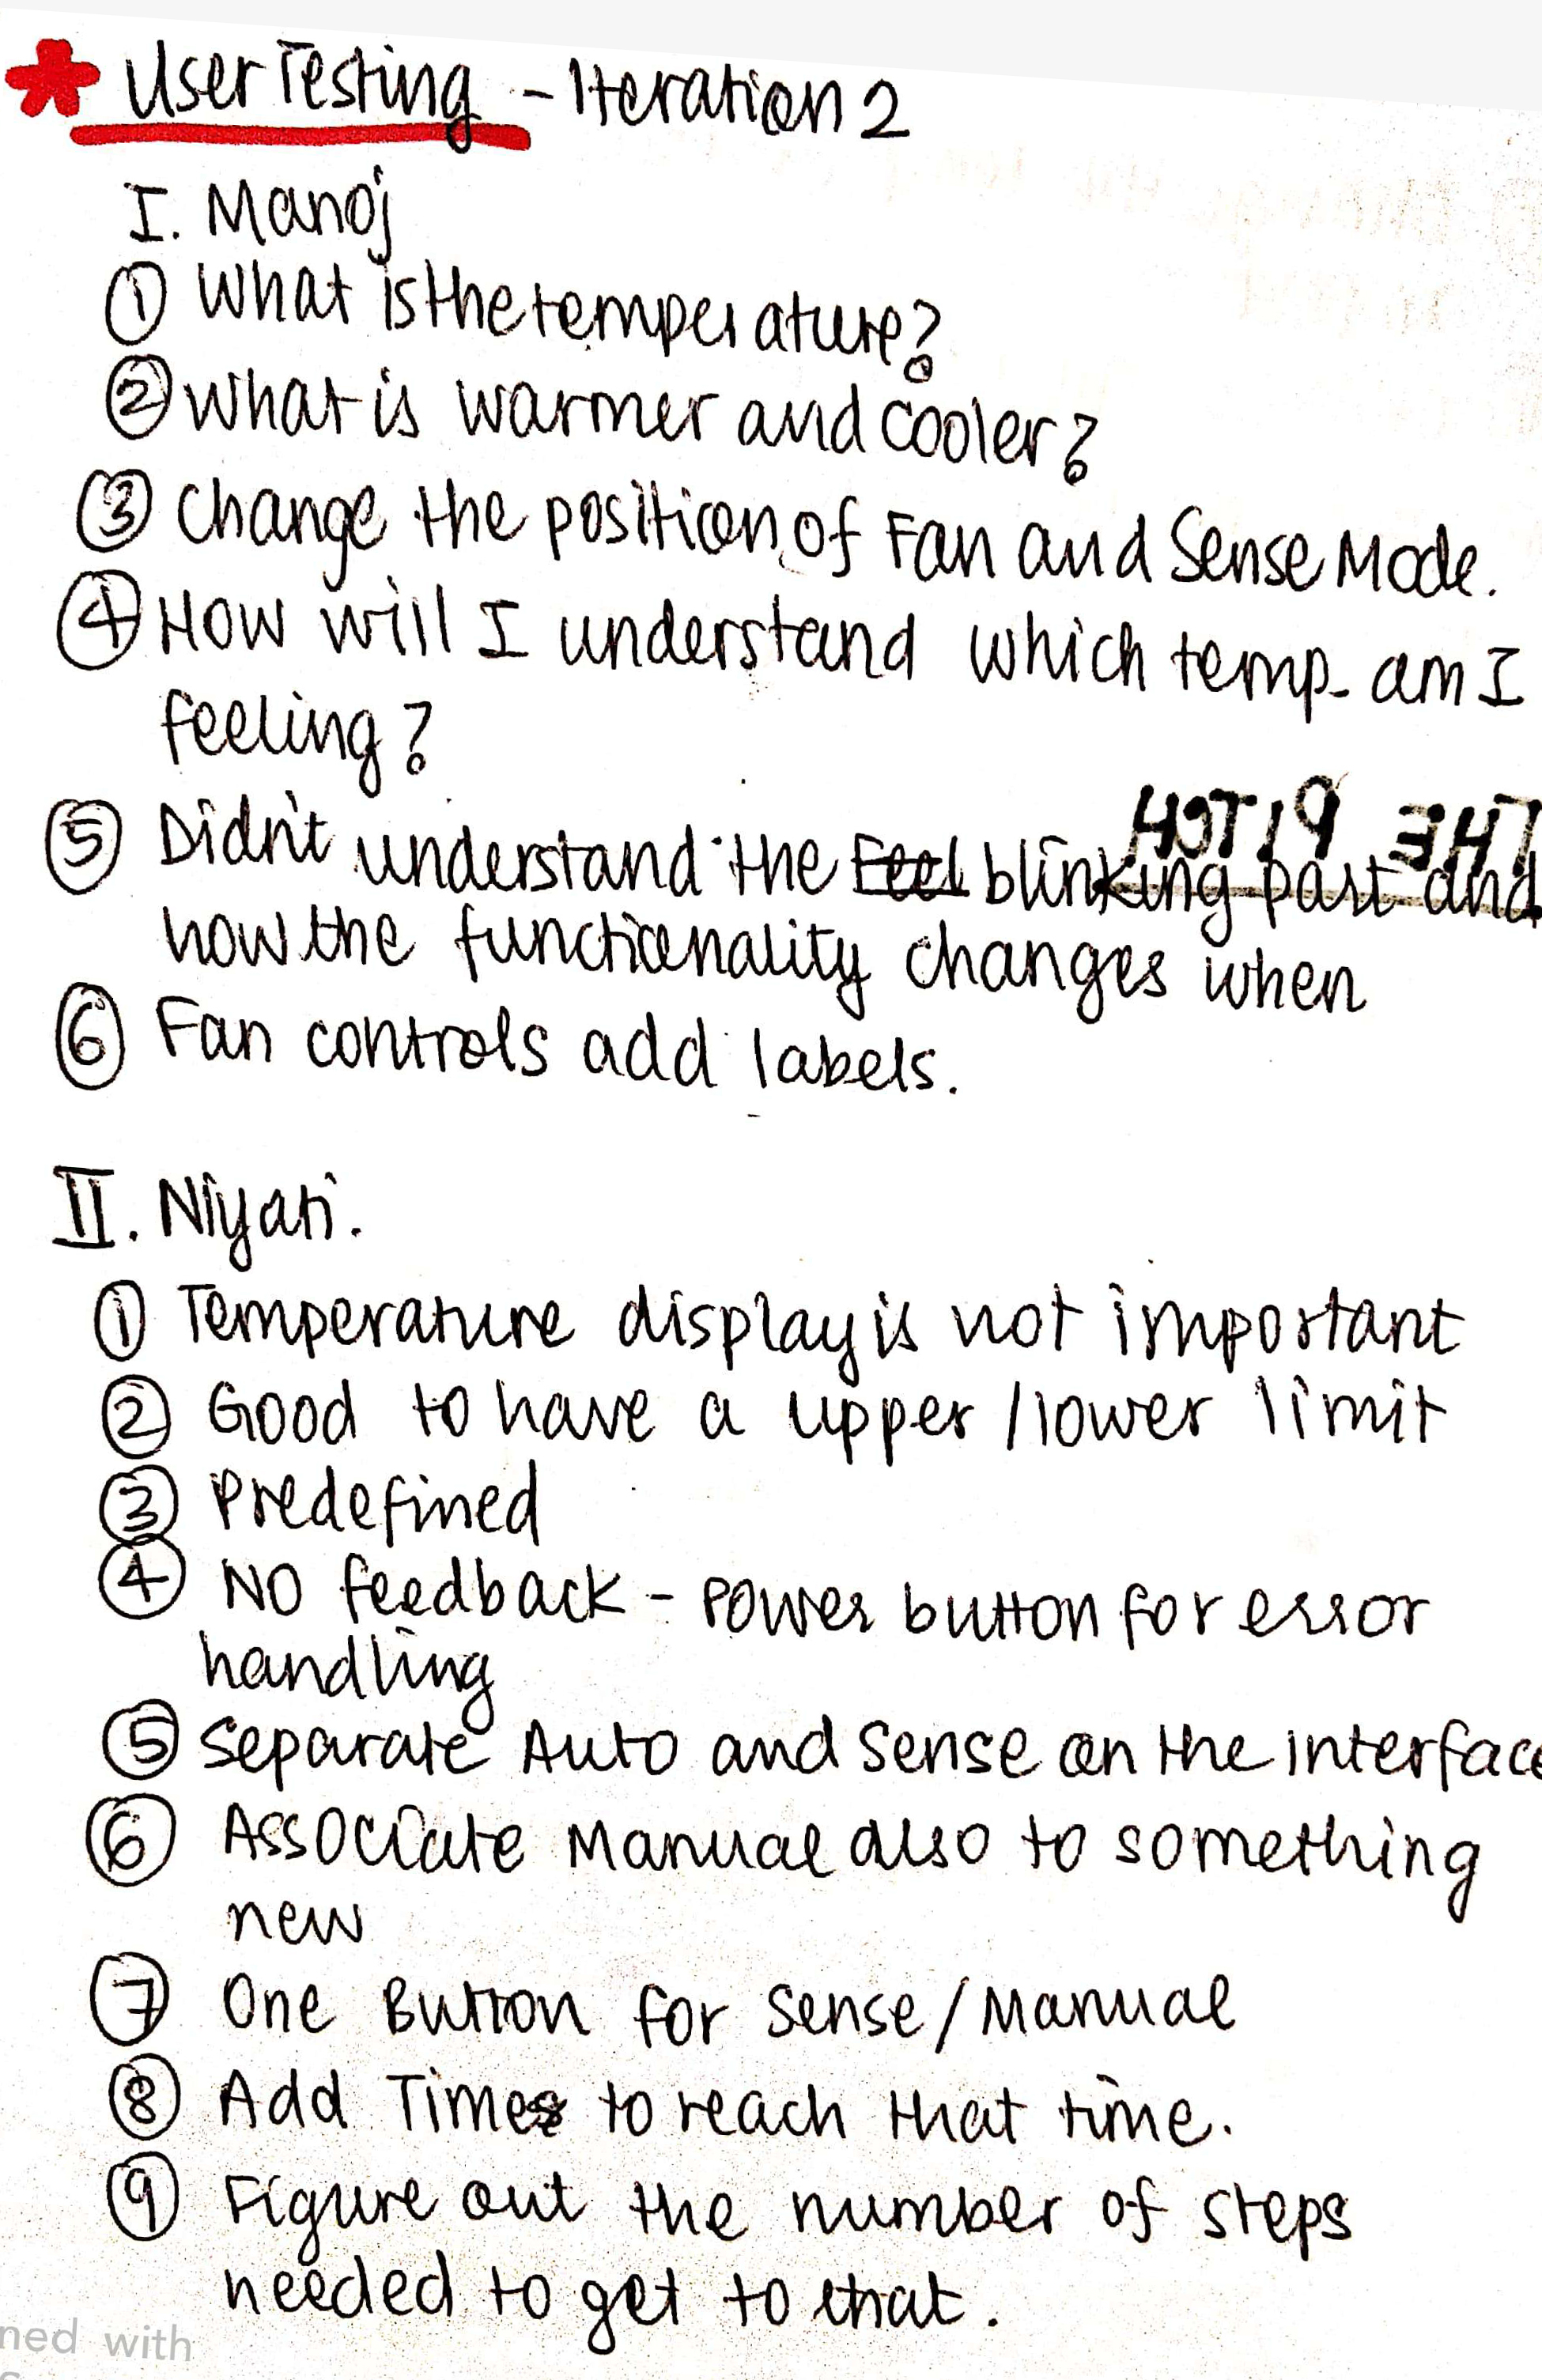 User Testing - Iteration 2
I. Manoj
① What is the temperature?
② What is warmer and cooler?
③ Change the position of Fan and Sense Mode.
④ How will I understand which temp. am I
feeling?
⑤ Didn't understand the Feel blinking part and
how the functionality changes when
⑥ Fan controls add labels.
II. Niyati.
① Temperature display is not important
② Good to have a upper / lower limit
③ Predefined
④ No feedback - Power button for error
handling
⑤ Separate Auto and Sense on the interface
⑥ Associate Manual also to something
new
⑦ One Button for Sense / Manual
⑧ Add Times to reach that time.
⑨ Figure out the number of steps
needed to get to that.
ned with